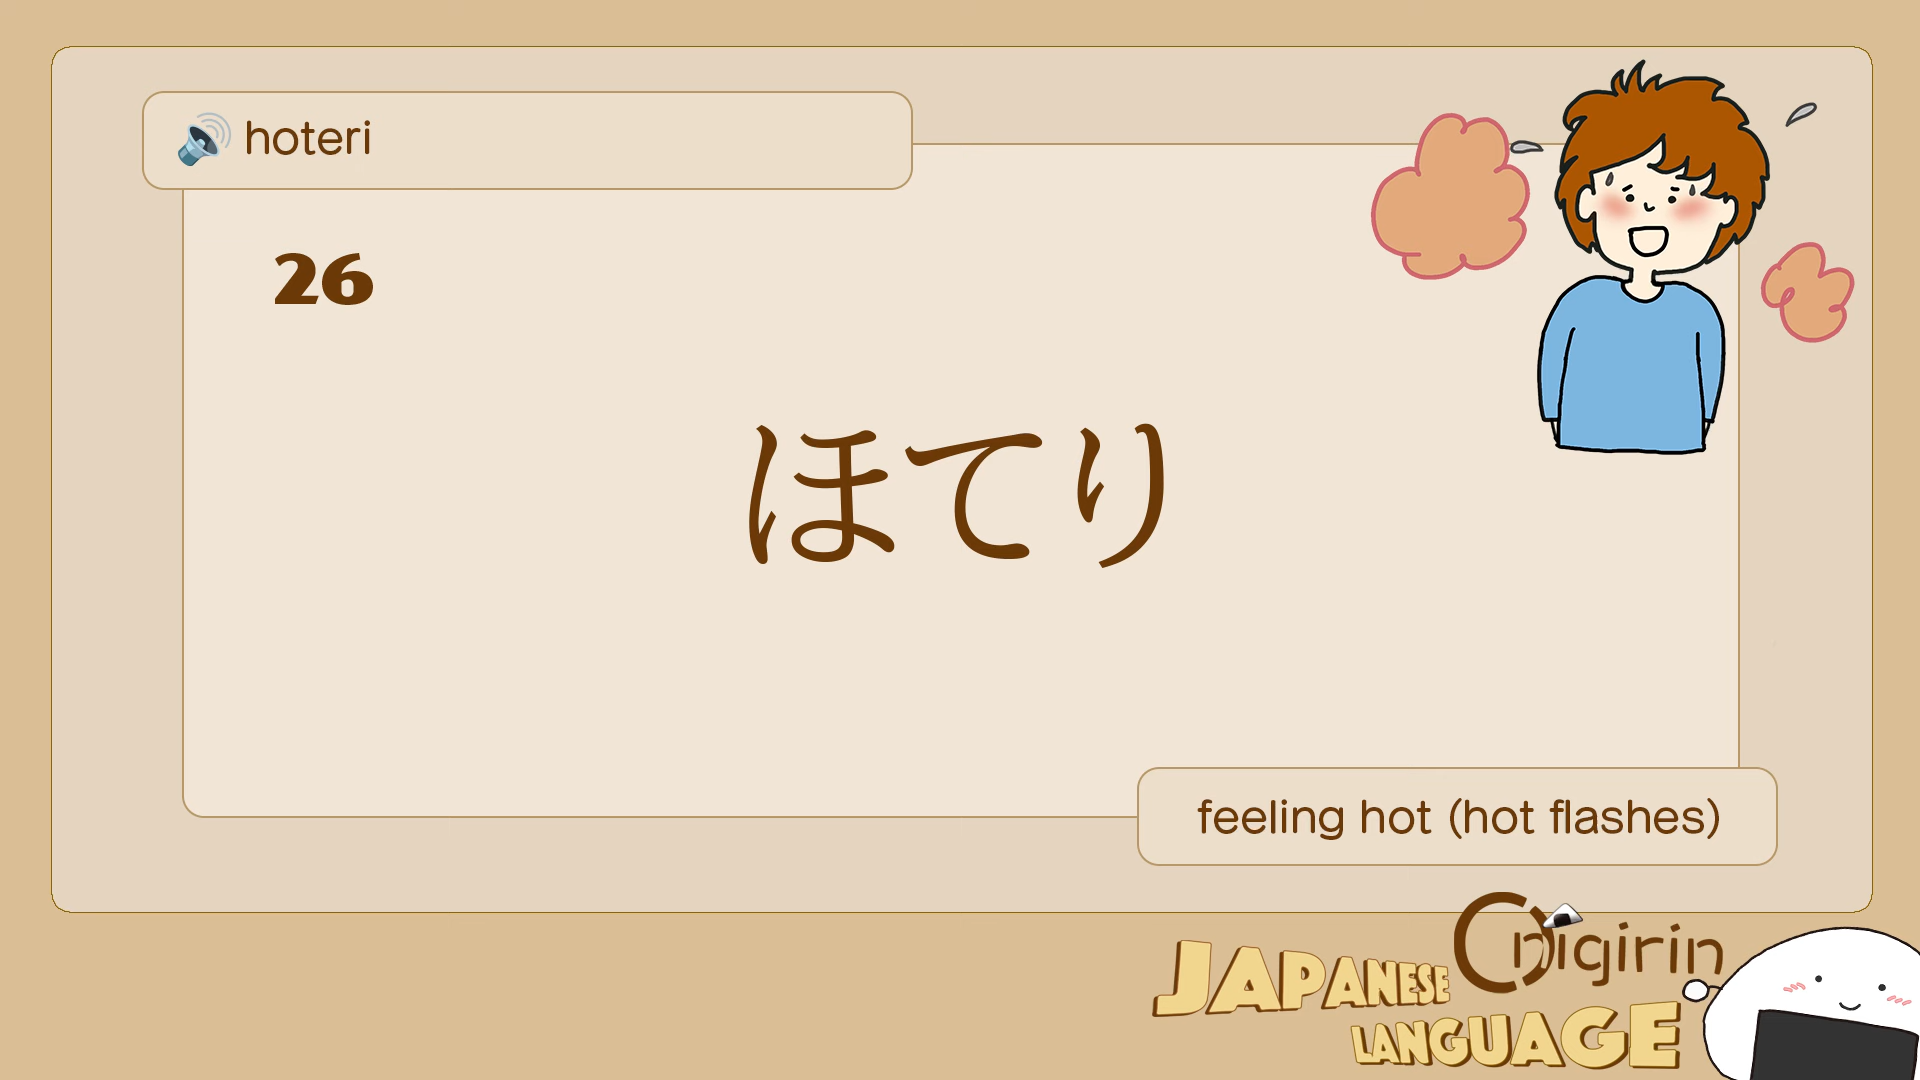 hoteri
26
ほてり
feeling hot (hot flashes)
Onigirin
JAPANESE
LANGUAGE